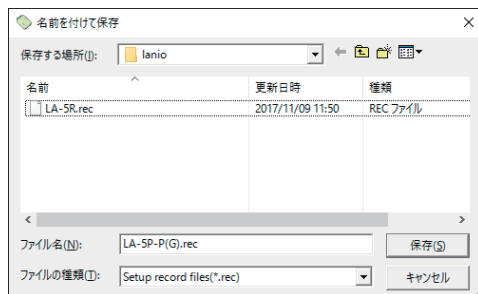 名前を付けて保存
保存する場所(I): lanio
名前 更新日時 種類
LA-5R.rec 2017/11/09 11:50 REC ファイル
ファイル名(N): LA-5P-P(G).rec 保存(S)
ファイルの種類(T): Setup record files(*.rec) キャンセル